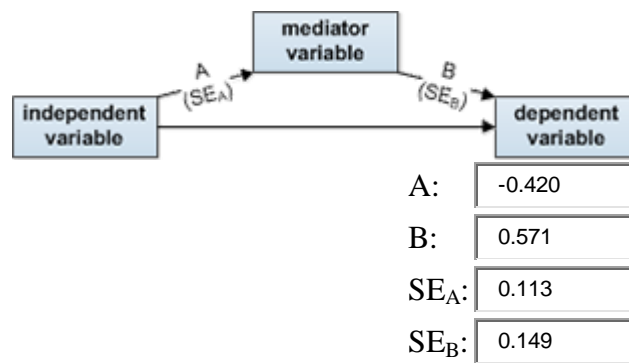 mediator
variable
A
(SEA)
B
(SEB)
independent
variable
dependent
variable
A: -0.420
B: 0.571
SEA: 0.113
SEB: 0.149